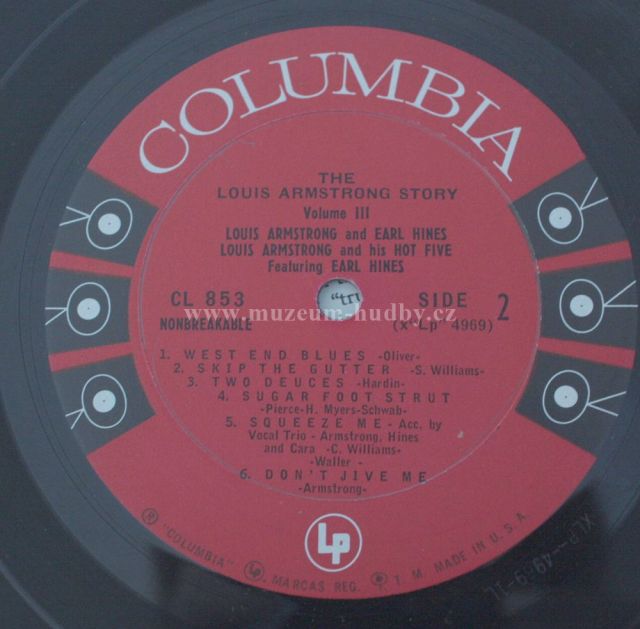 COLUMBIA
THE
LOUIS ARMSTRONG STORY
Volume III
LOUIS ARMSTRONG and EARL HINES
LOUIS ARMSTRONG and his HOT FIVE
Featuring EARL HINES
CL 853 SIDE 2
"tru
www.muzeum-hudby.cz
NONBREAKABLE (x "Lp" 4969)
1. WEST END BLUES -Oliver-
2. SKIP THE GUTTER -S. Williams-
3. TWO DEUCES -Hardin-
4. SUGAR FOOT STRUT
-Pierce-H. Myers-Schwab-
5. SQUEEZE ME - Acc. by
Vocal Trio - Armstrong, Hines
and Cara -C. Williams-
-Waller -
6. DON'T JIVE ME
-Armstrong-
Lp
® "COLUMBIA" MARCAS REG. T. M. MADE IN U. S. A.